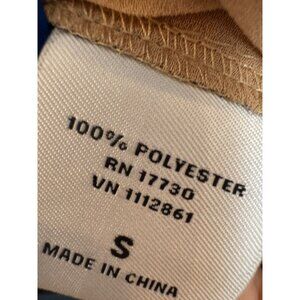 100% POLYESTER
RN 17730
VN 1112861
S
MADE IN CHINA